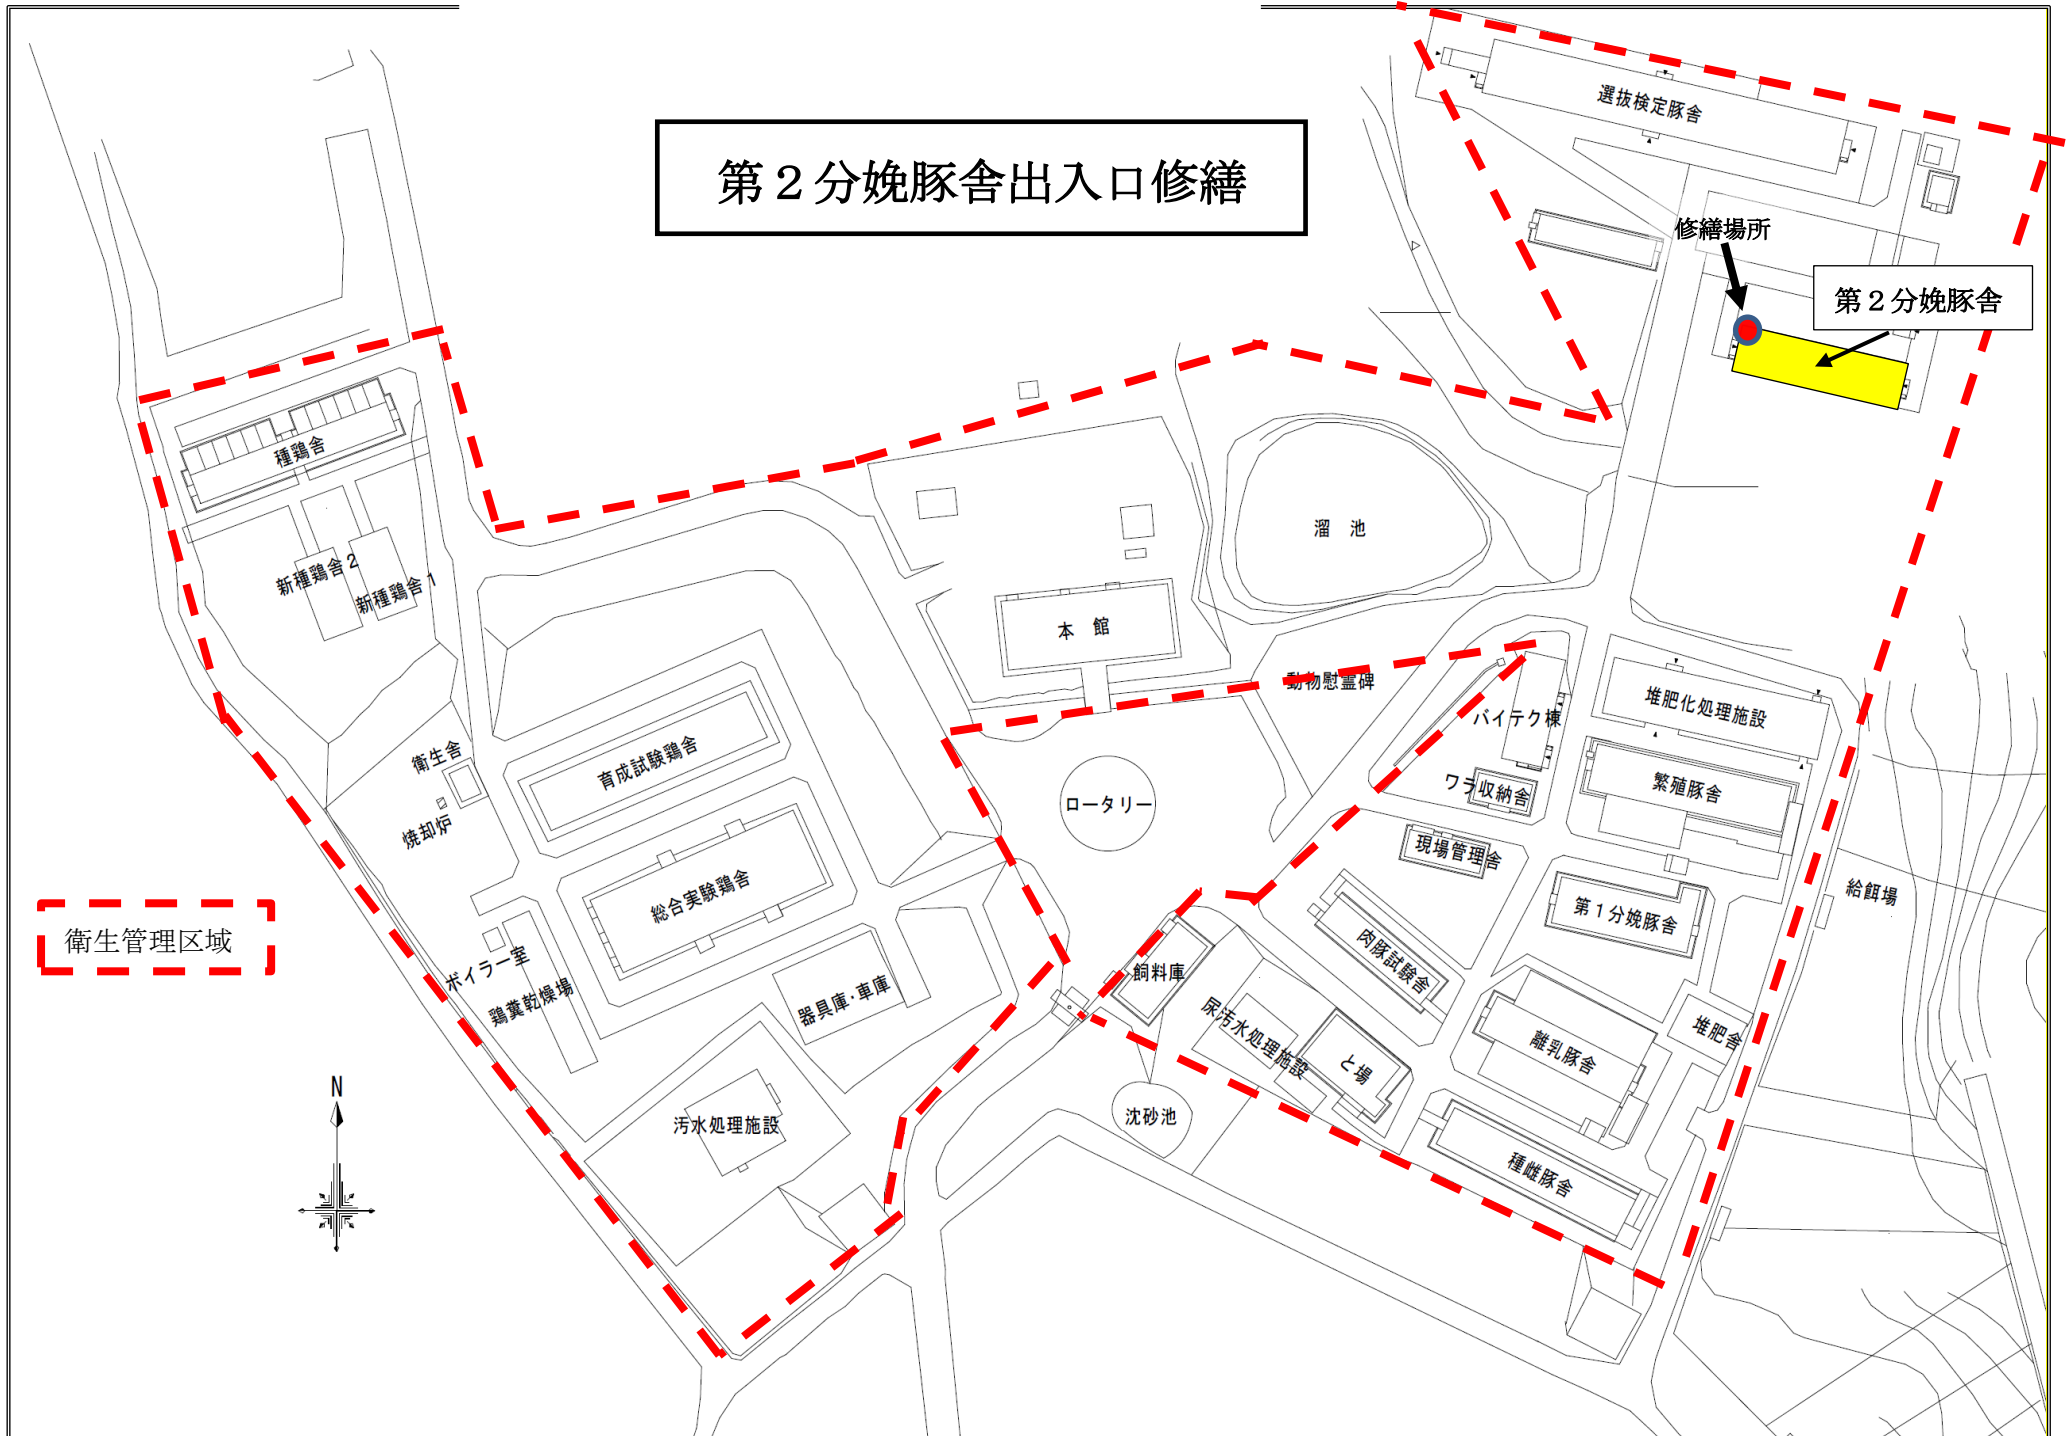 第２分娩豚舎出入口修繕
選抜検定豚舎
修繕場所
第２分娩豚舎
種鶏舎
新種鶏舎２
新種鶏舎１
溜　池
本　館
動物慰霊碑
バイテク棟
堆肥化処理施設
ワラ収納舎
繁殖豚舎
衛生舎
育成試験鶏舎
ロータリー
焼却炉
現場管理舎
給餌場
総合実験鶏舎
第１分娩豚舎
衛生管理区域
ボイラー室
鶏糞乾燥場
器具庫・車庫
飼料庫
肉豚試験舎
尿汚水処理施設
と場
離乳豚舎
堆肥舎
N
汚水処理施設
沈砂池
種雌豚舎